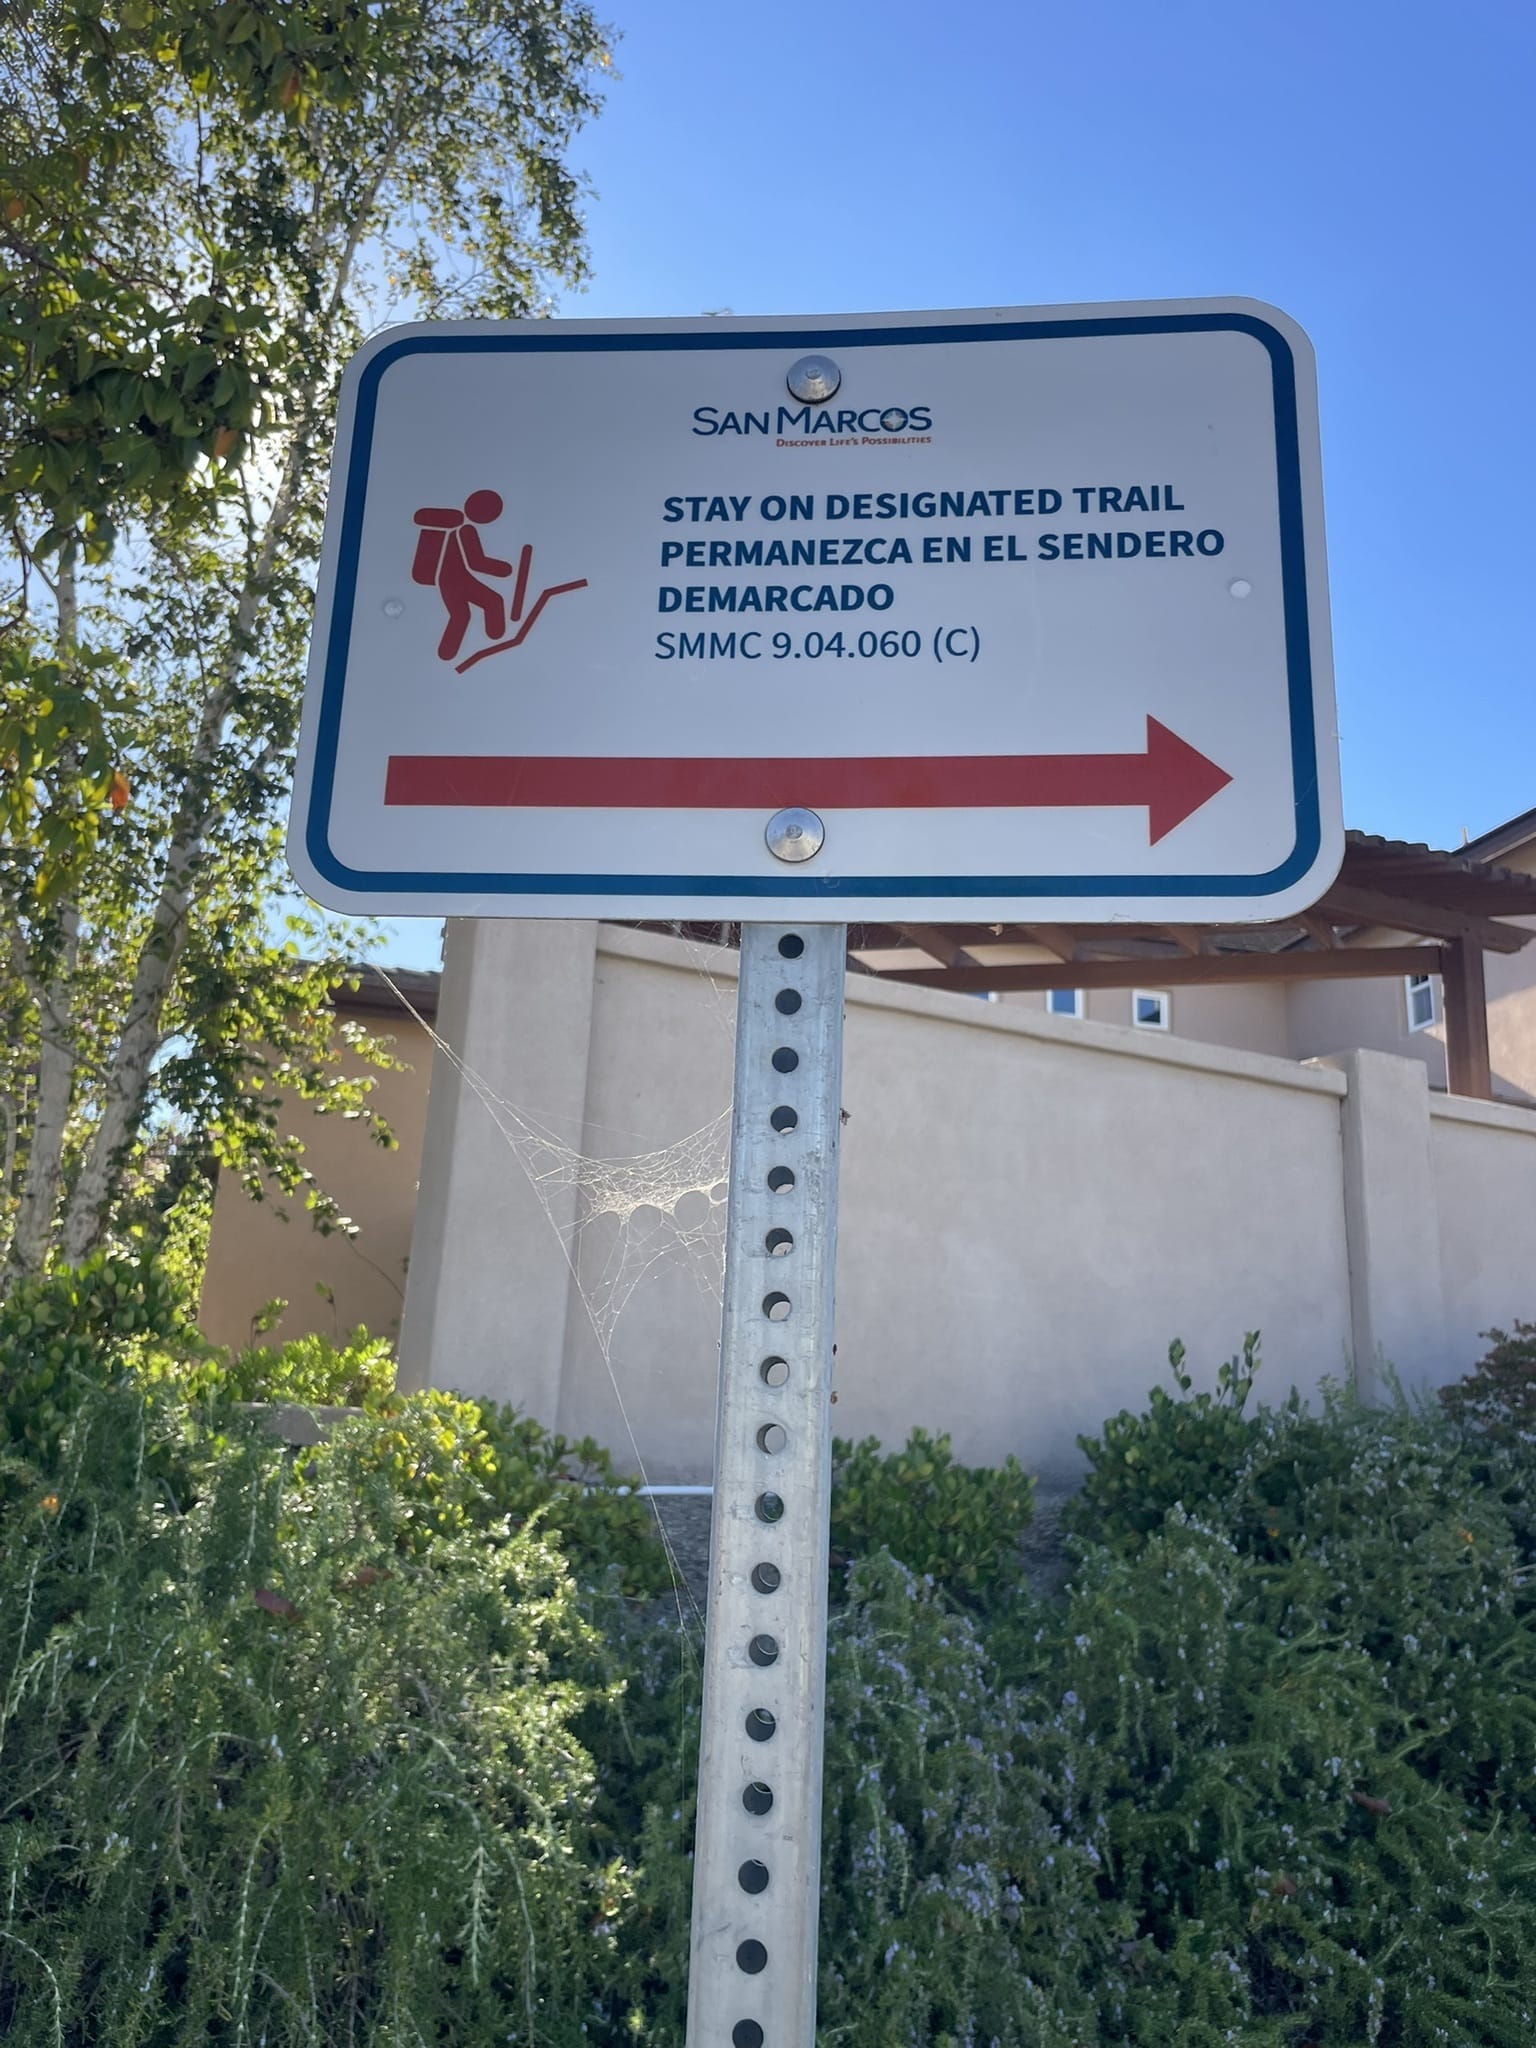 SAN MARCOS
DISCOVER LIFE'S POSSIBILITIES
STAY ON DESIGNATED TRAIL
PERMANEZCA EN EL SENDERO
DEMARCADO
SMMC 9.04.060 (C)